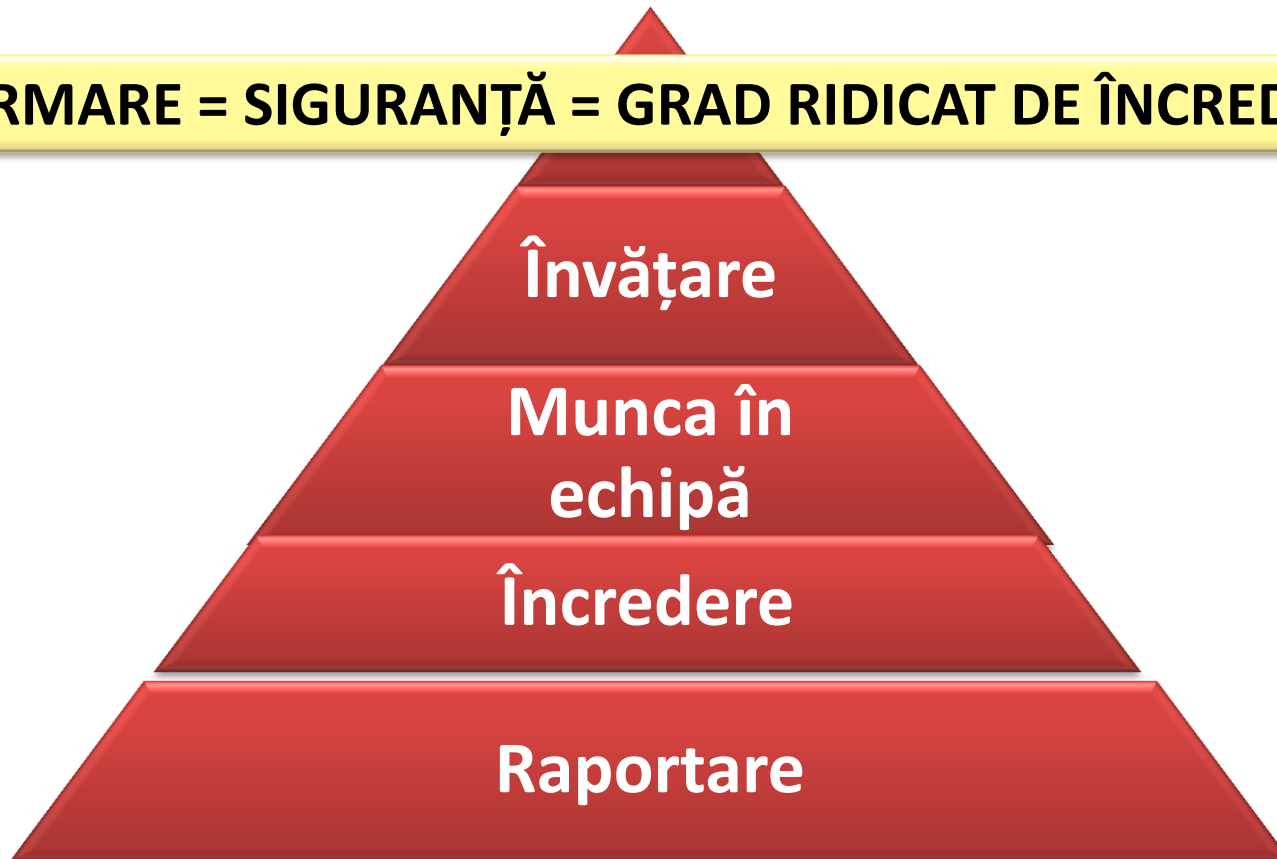 RMARE = SIGURANȚĂ = GRAD RIDICAT DE ÎNCRED
Învățare
Munca în
echipă
Încredere
Raportare